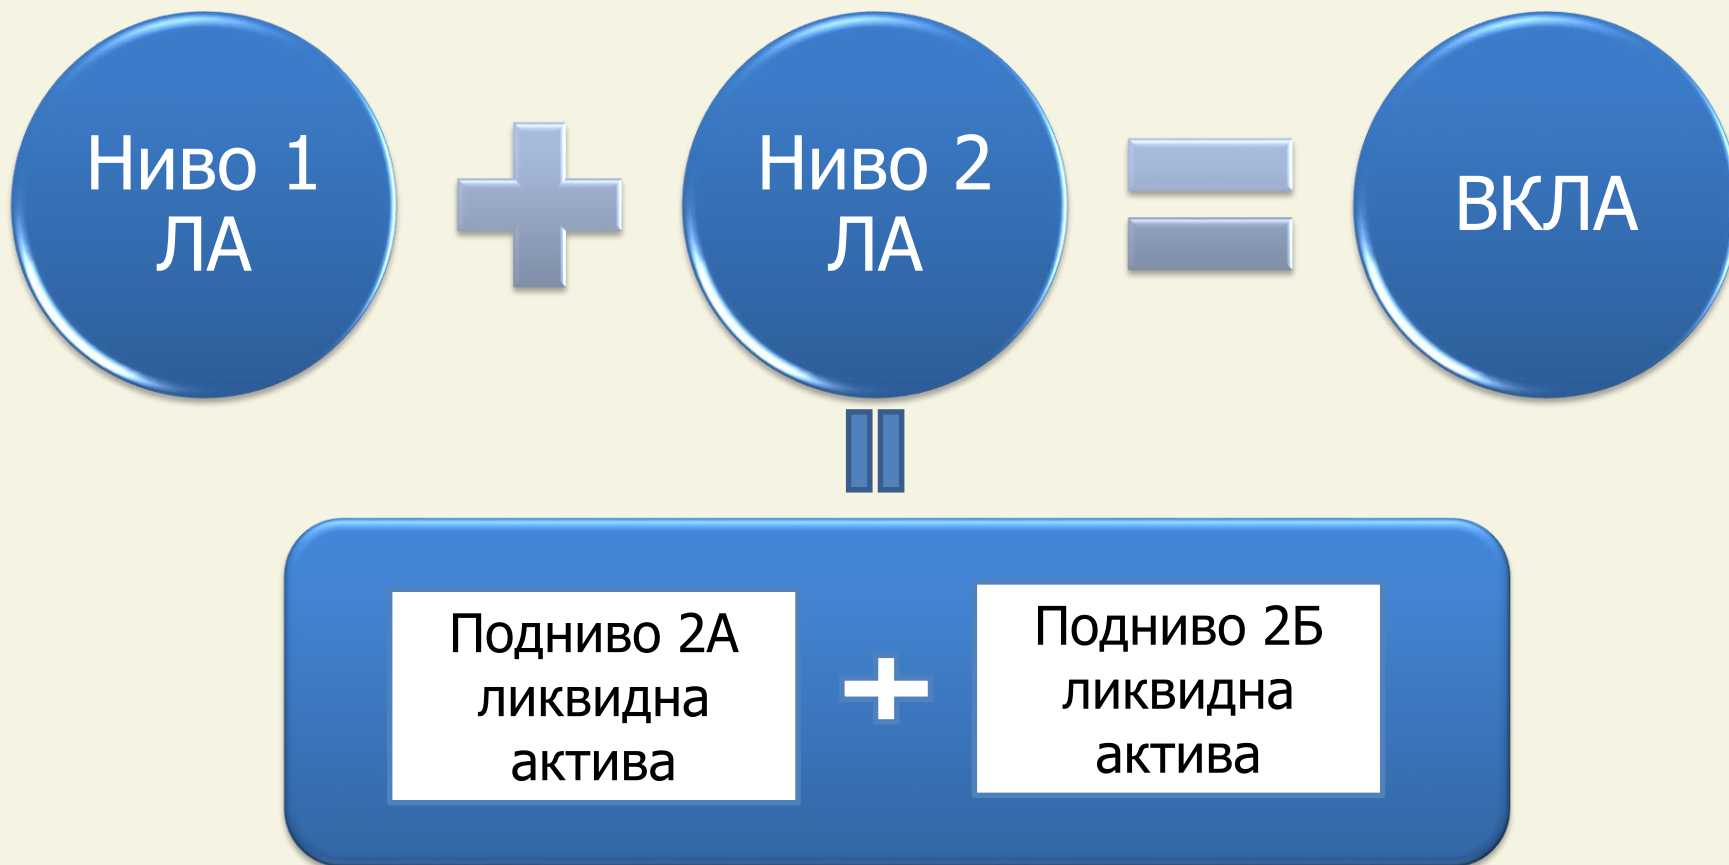 Ниво 1
ЛА
Ниво 2
ЛА
ВКЛА
Подниво 2А
ликвидна
актива
Подниво 2Б
ликвидна
актива